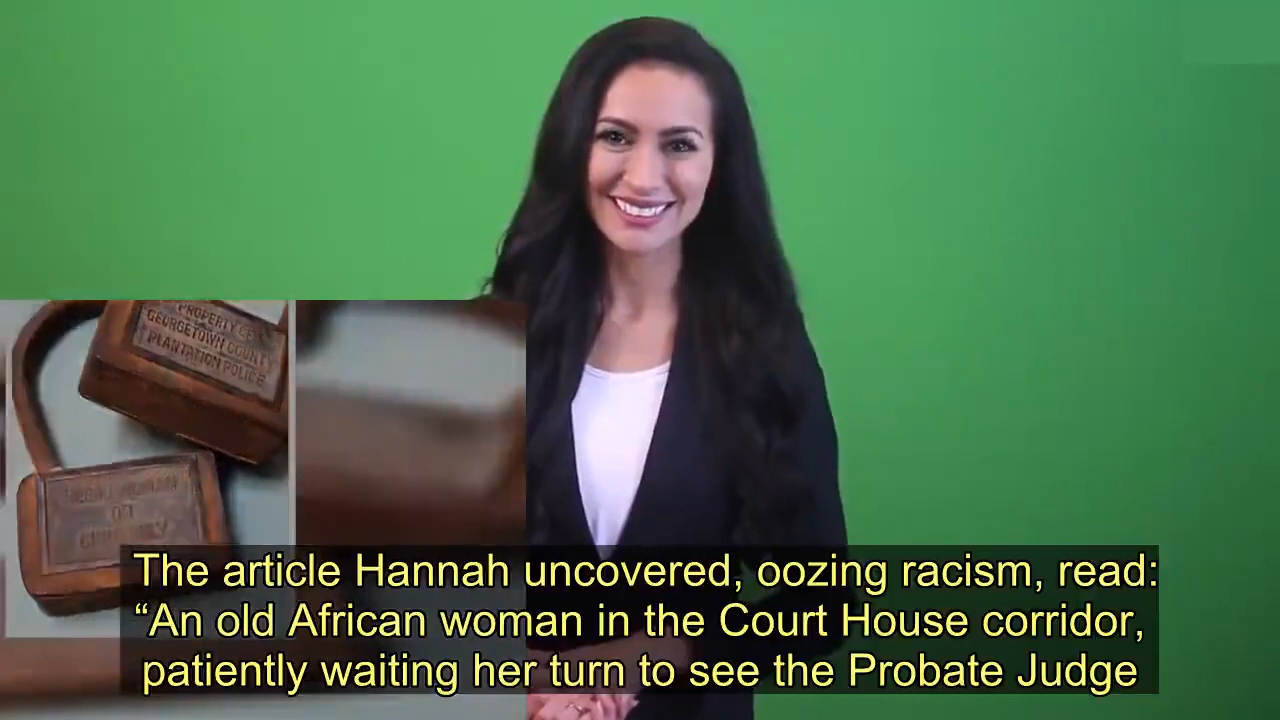 PROPERTY OF
GEORGETOWN COUNTY
PLANTATION POLICE
The article Hannah uncovered, oozing racism, read:
“An old African woman in the Court House corridor,
patiently waiting her turn to see the Probate Judge